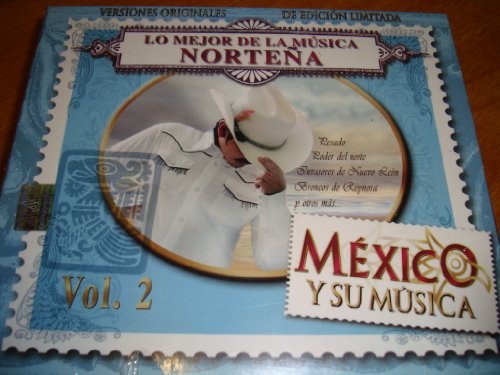 VERSIONES ORIGINALES DE EDICIÓN LIMITADA
LO MEJOR DE LA MÚSICA
NORTEÑA
Pesado
Poder del norte
Invasores de Nuevo León
Broncos de Reynosa
y otros más...
MÉXICO
Y SU MÚSICA
Vol. 2